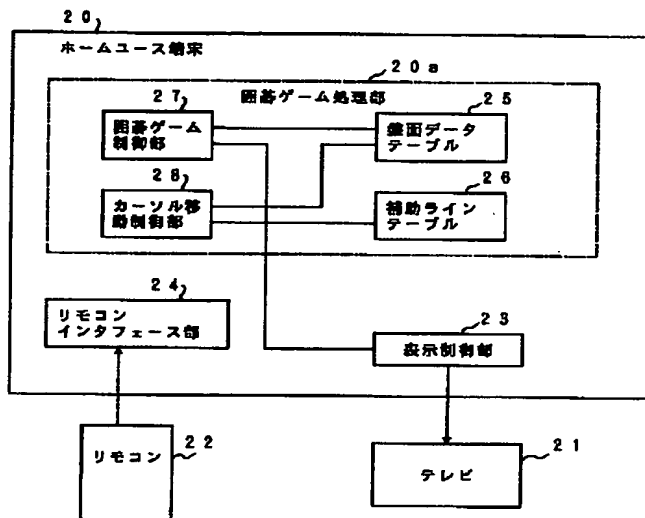 20
ホームユース端末
20a
囲碁ゲーム処理部
27
囲碁ゲーム
制御部
25
盤面データ
テーブル
28
カーソル移
動制御部
26
補助ライン
テーブル
24
リモコン
インタフェース部
23
表示制御部
22
リモコン
21
テレビ